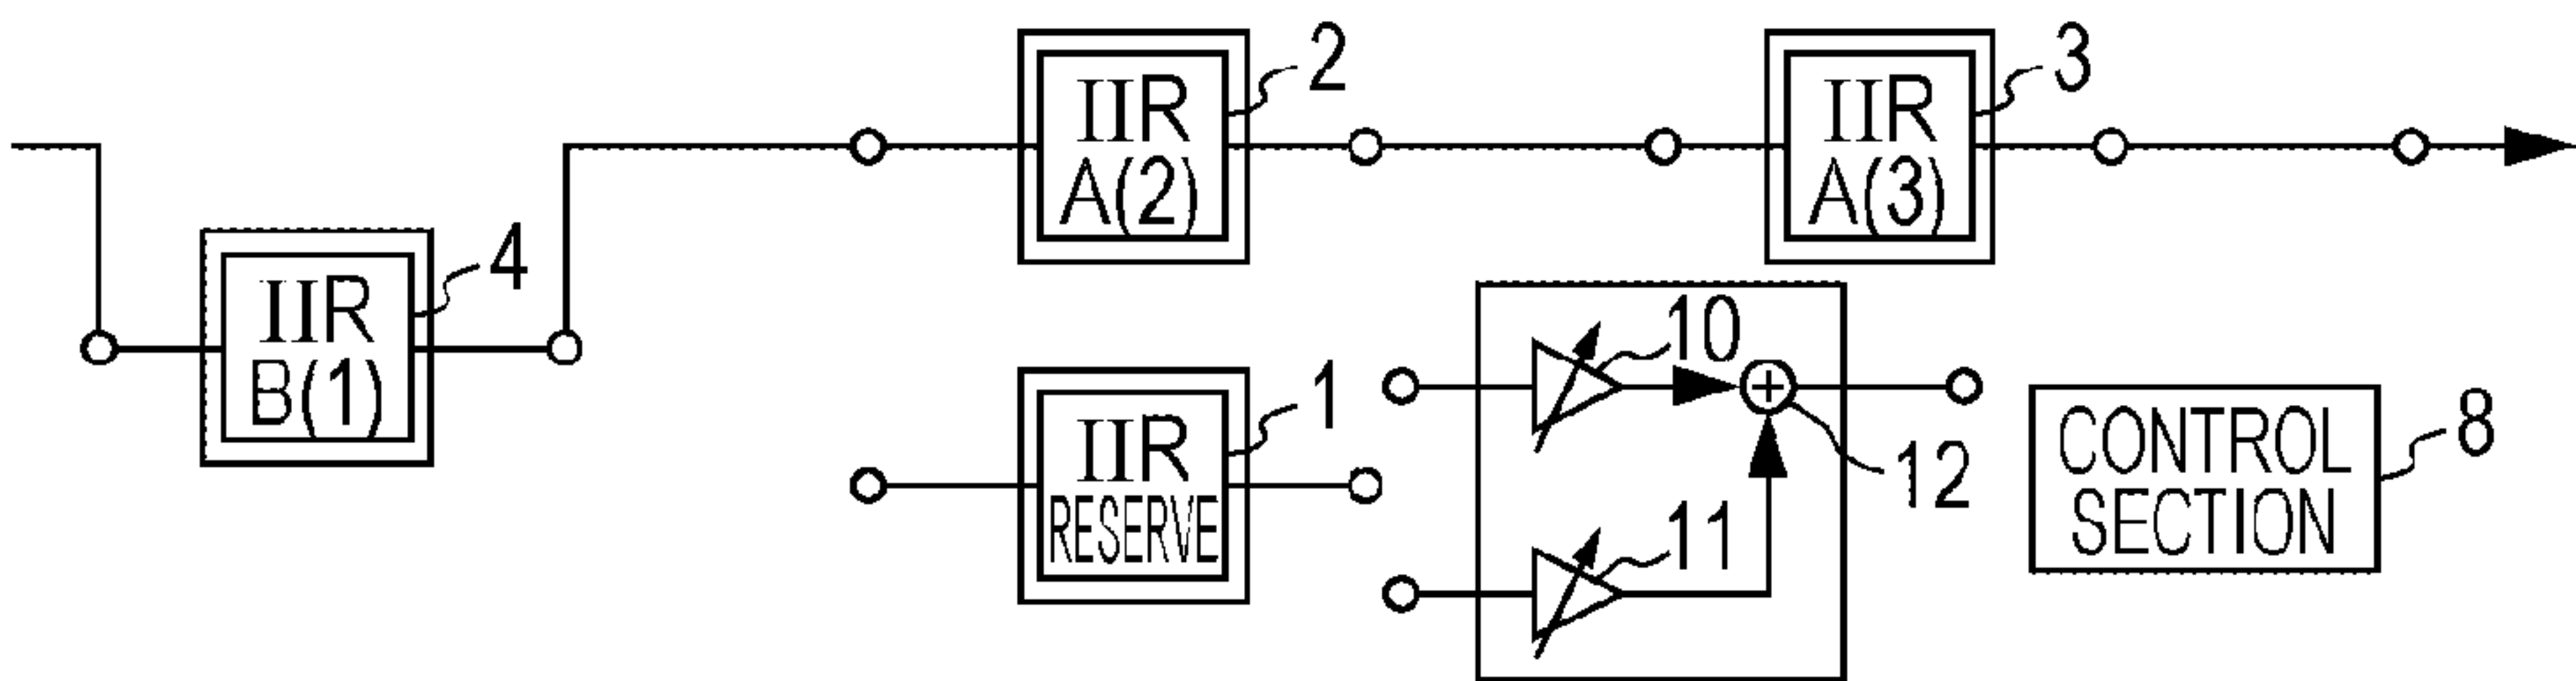 IIR
A(2)
2
IIR
A(3)
3
IIR
B(1)
4
IIR
RESERVE
1
10
11
12
CONTROL
SECTION
8